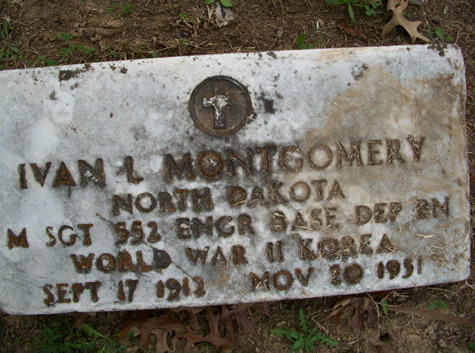 IVAN L MONTGOMERY
NORTH DAKOTA
M SGT 552 ENGR BASE DEP BN
WORLD WAR II KOREA
SEPT 17 1912 NOV 20 1951